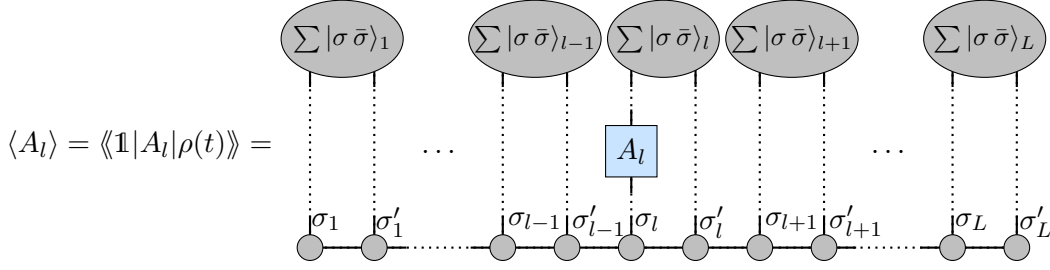 ∑ |σ σ̄⟩₁ ∑ |σ σ̄⟩ₗ₋₁ ∑ |σ σ̄⟩ₗ ∑ |σ σ̄⟩ₗ₊₁ ∑ |σ σ̄⟩_L
⟨Aₗ⟩ = ⟪𝟙|Aₗ|ρ(t)⟫ = … Aₗ …
σ₁ σ′₁ σₗ₋₁ σ′ₗ₋₁ σₗ σ′ₗ σₗ₊₁ σ′ₗ₊₁ σ_L σ′_L